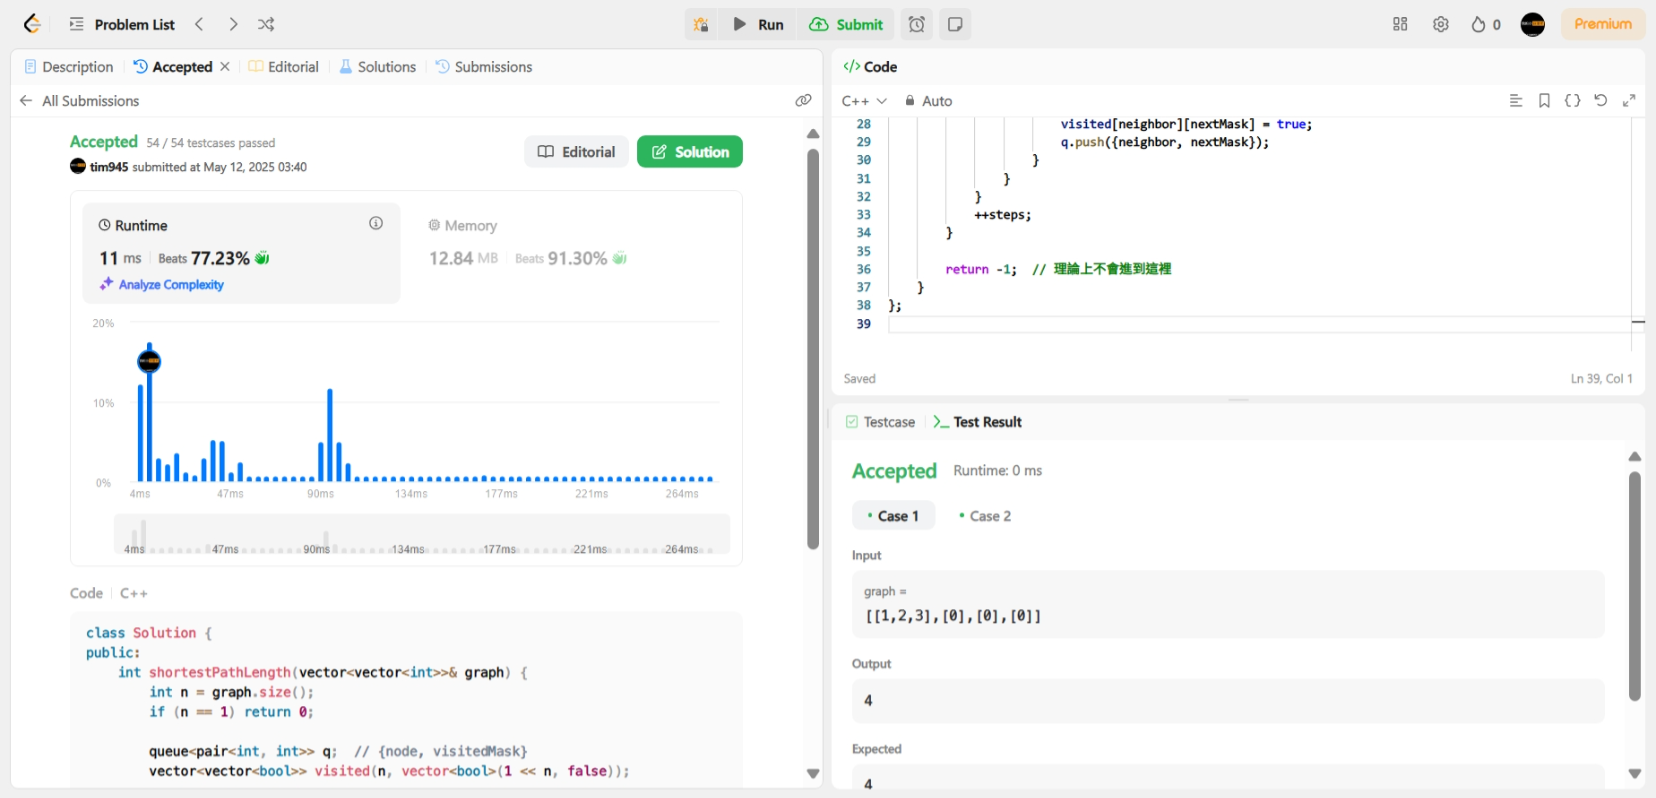 Problem List
Run
Submit
0
Premium
Description
Accepted
Editorial
Solutions
Submissions
All Submissions
Accepted 54 / 54 testcases passed
tim945 submitted at May 12, 2025 03:40
Editorial
Solution
Runtime
11 ms Beats 77.23%
Analyze Complexity
Memory
12.84 MB Beats 91.30%
20%
10%
0%
4ms 47ms 90ms 134ms 177ms 221ms 264ms
4ms 47ms 90ms 134ms 177ms 221ms 264ms
Code C++
class Solution {
public:
int shortestPathLength(vector<vector<int>>& graph) {
int n = graph.size();
if (n == 1) return 0;
queue<pair<int, int>> q;  // {node, visitedMask}
vector<vector<bool>> visited(n, vector<bool>(1 << n, false));
</> Code
C++
Auto
28 visited[neighbor][nextMask] = true;
29 q.push({neighbor, nextMask});
30 }
31 }
32 }
33 ++steps;
34 }
35
36 return -1;  // 理論上不會進到這裡
37 }
38 };
39
Saved
Ln 39, Col 1
Testcase
Test Result
Accepted Runtime: 0 ms
Case 1
Case 2
Input
graph =
[[1,2,3],[0],[0],[0]]
Output
4
Expected
4